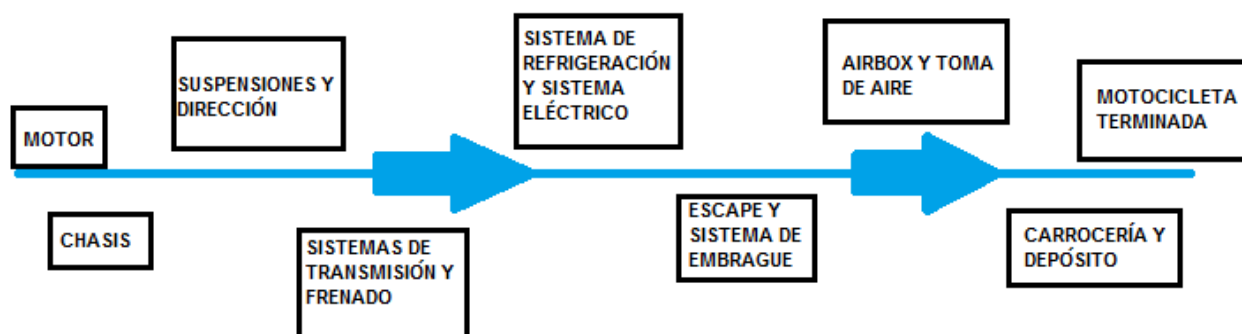 MOTOR
CHASIS
SUSPENSIONES Y
DIRECCIÓN
SISTEMAS DE
TRANSMISIÓN Y
FRENADO
SISTEMA DE
REFRIGERACIÓN
Y SISTEMA
ELÉCTRICO
ESCAPE Y
SISTEMA DE
EMBRAGUE
AIRBOX Y TOMA
DE AIRE
CARROCERÍA Y
DEPÓSITO
MOTOCICLETA
TERMINADA